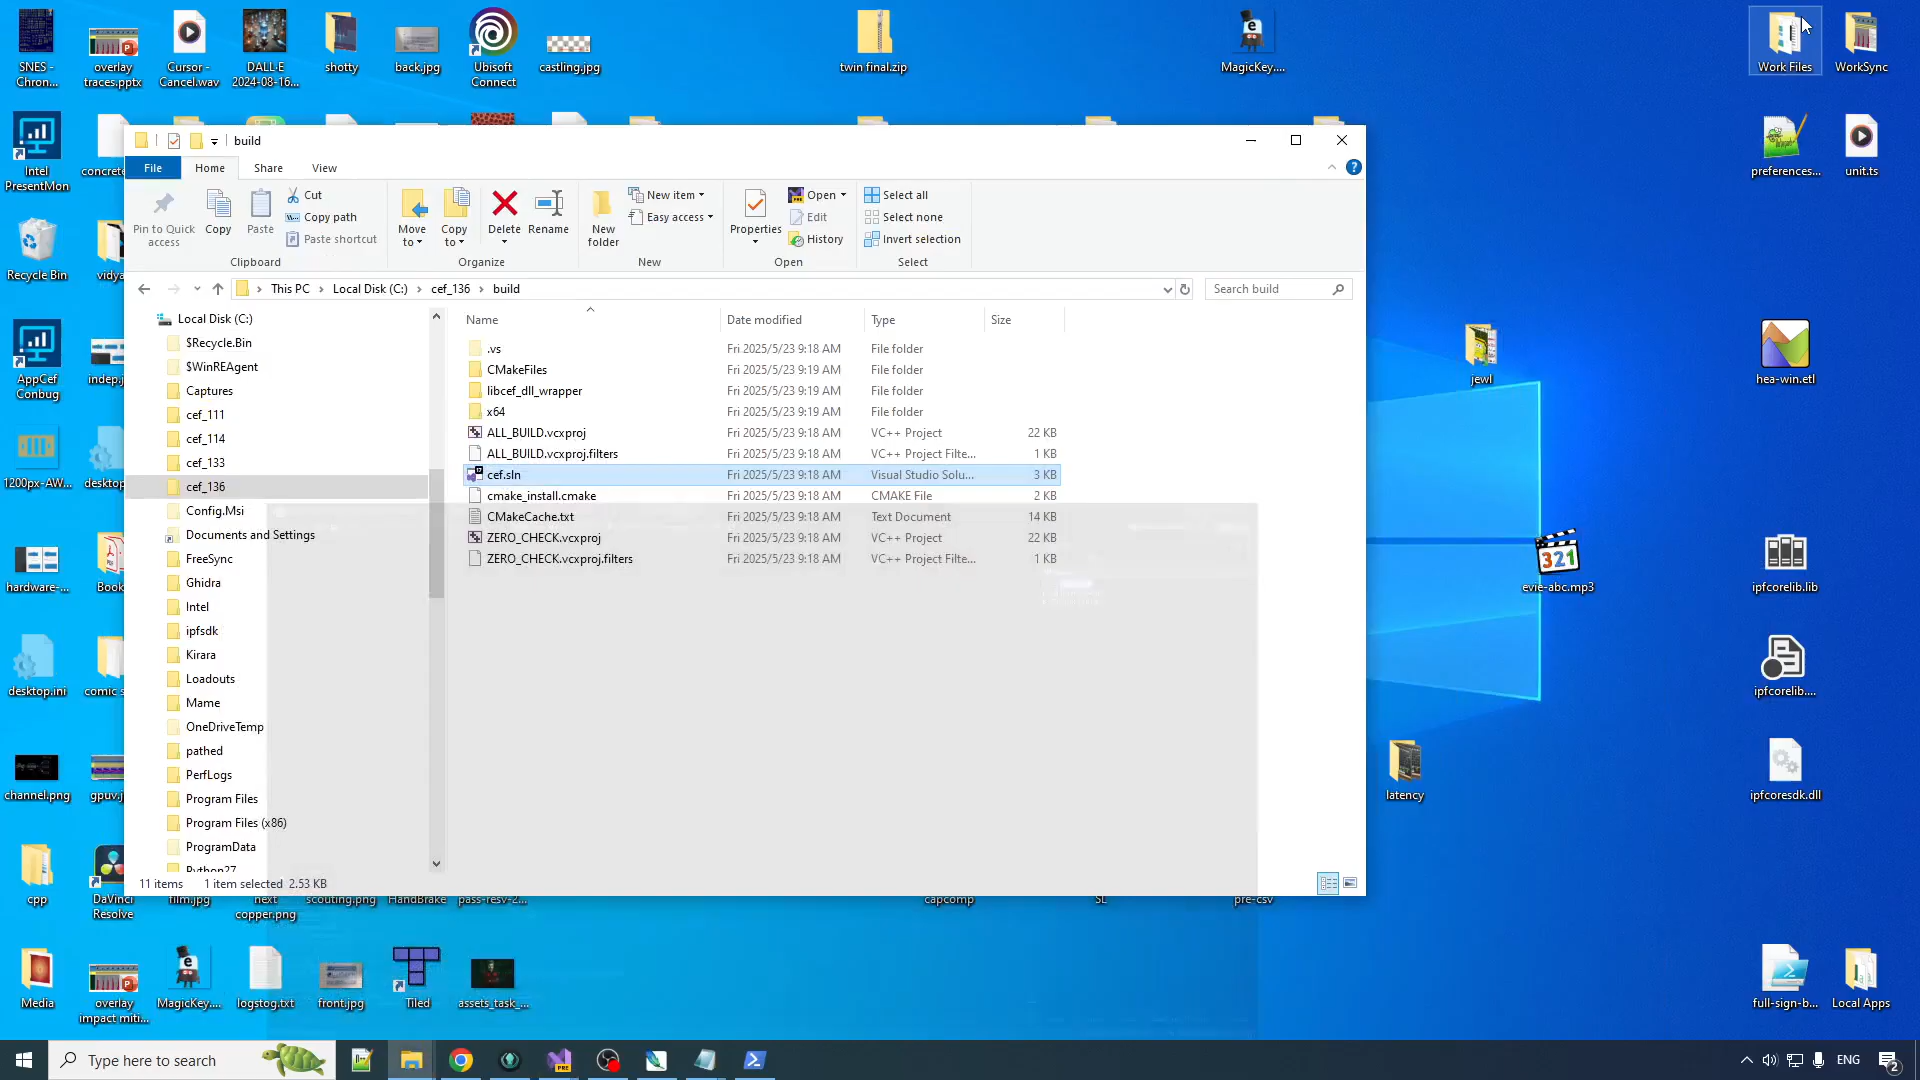 SNES -
Chron...
overlay
traces.pptx
Cursor -
Cancel.wav
DALL·E
2024-08-16...
shotty
back.jpg
Ubisoft
Connect
castling.jpg
twin final.zip
MagicKey....
Work Files
WorkSync
Intel
PresentMon
concrete
preferences...
unit.ts
Recycle Bin
vidya
AppCef
Conbug
indep.j
jewl
hea-win.etl
1200px-AW...
desktop
hardware-...
Book
321
evie-abc.mp3
ipfcorelib.lib
desktop.ini
comic s
ipfcorelib....
channel.png
gpuv.j
latency
ipfcoresdk.dll
cpp
DaVinci
Resolve
film.jpg
next
copper.png
scouting.png
HandBrake
pass-resv-2...
capcomp
SL
pre-csv
Media
overlay
impact miti...
MagicKey....
logstog.txt
front.jpg
Tiled
assets_task_...
full-sign-b...
Local Apps
build
File
Home
Share
View
Pin to Quick
access
Copy
Paste
Cut
Copy path
Paste shortcut
Clipboard
Move
to
Copy
to
Delete
Rename
Organize
New
folder
New item
Easy access
New
Properties
Open
Edit
History
Open
Select all
Select none
Invert selection
Select
This PC
Local Disk (C:)
cef_136
build
Search build
Local Disk (C:)
$Recycle.Bin
$WinREAgent
Captures
cef_111
cef_114
cef_133
cef_136
Config.Msi
Documents and Settings
FreeSync
Ghidra
Intel
ipfsdk
Kirara
Loadouts
Mame
OneDriveTemp
pathed
PerfLogs
Program Files
Program Files (x86)
ProgramData
Python27
Name Date modified Type Size
.vs Fri 2025/5/23 9:18 AM File folder
CMakeFiles Fri 2025/5/23 9:19 AM File folder
libcef_dll_wrapper Fri 2025/5/23 9:19 AM File folder
x64 Fri 2025/5/23 9:19 AM File folder
ALL_BUILD.vcxproj Fri 2025/5/23 9:18 AM VC++ Project 22 KB
ALL_BUILD.vcxproj.filters Fri 2025/5/23 9:18 AM VC++ Project Filte... 1 KB
cef.sln Fri 2025/5/23 9:18 AM Visual Studio Solu... 3 KB
cmake_install.cmake Fri 2025/5/23 9:18 AM CMAKE File 2 KB
CMakeCache.txt Fri 2025/5/23 9:18 AM Text Document 14 KB
ZERO_CHECK.vcxproj Fri 2025/5/23 9:18 AM VC++ Project 22 KB
ZERO_CHECK.vcxproj.filters Fri 2025/5/23 9:18 AM VC++ Project Filte... 1 KB
11 items
1 item selected 2.53 KB
Type here to search
PRE
ENG
2